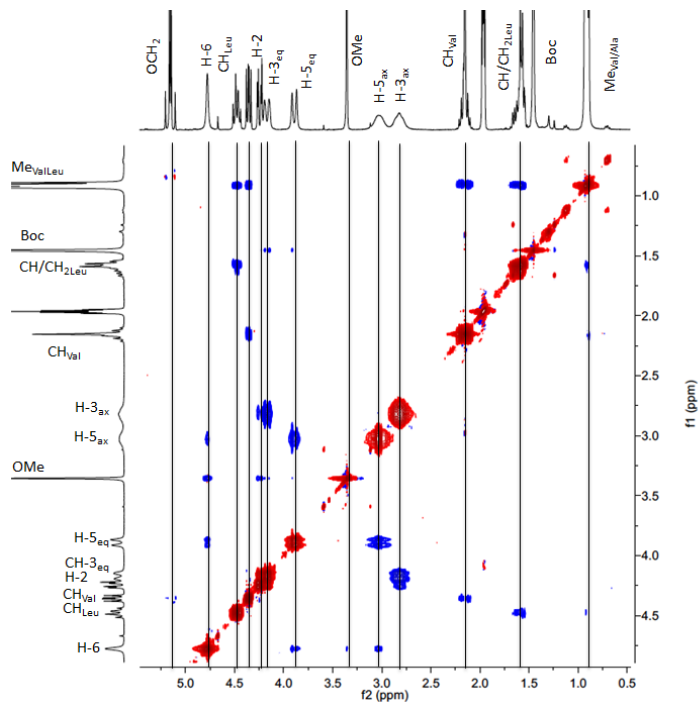 OCH2
H-6
CHLeu
H-2
H-3eq
H-5eq
OMe
H-5ax
H-3ax
CHVal
CH/CH2Leu
Boc
MeVal/Ala
MeValLeu
Boc
CH/CH2Leu
CHVal
H-3ax
H-5ax
OMe
H-5eq
CH-3eq
H-2
CHVal
CHLeu
H-6
1.0
1.5
2.0
2.5
3.0
3.5
4.0
4.5
f1 (ppm)
5.0 4.5 4.0 3.5 3.0 2.5 2.0 1.5 1.0 0.5
f2 (ppm)